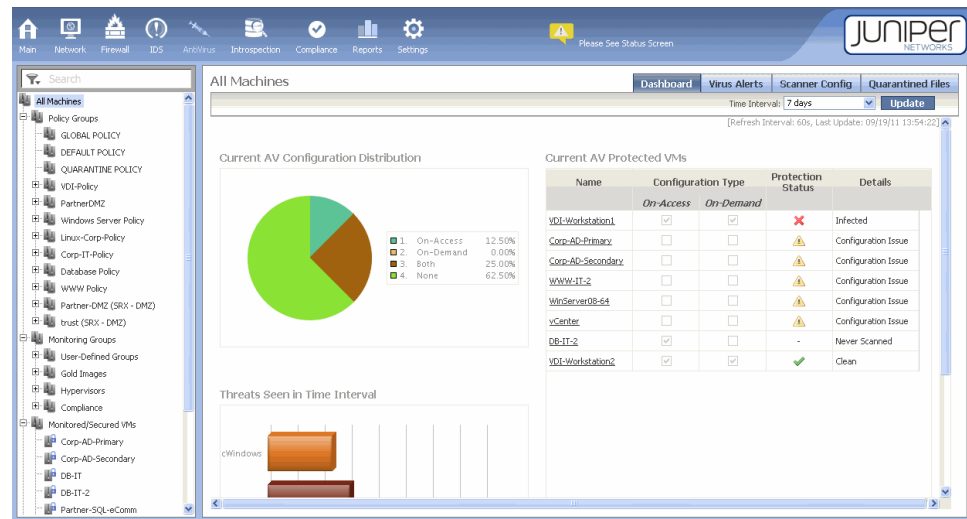 JUNIPER
NETWORKS
Main Network Firewall IDS AntiVirus Introspection Compliance Reports Settings
Please See Status Screen
Search
All Machines
Policy Groups
GLOBAL POLICY
DEFAULT POLICY
QUARANTINE POLICY
VDI-Policy
PartnerDMZ
Windows Server Policy
Linux-Corp-Policy
Corp-IT-Policy
Database Policy
WWW Policy
Partner-DMZ (SRX - DMZ)
trust (SRX - DMZ)
Monitoring Groups
User-Defined Groups
Gold Images
Hypervisors
Compliance
Monitored/Secured VMs
Corp-AD-Primary
Corp-AD-Secondary
DB-IT
DB-IT-2
Partner-SQL-eComm
All Machines
Dashboard Virus Alerts Scanner Config Quarantined Files
Time Interval: 7 days Update
[Refresh Interval: 60s, Last Update: 09/19/11 13:54:22]
Current AV Configuration Distribution
1. On-Access 12.50%
2. On-Demand 0.00%
3. Both 25.00%
4. None 62.50%
Threats Seen in Time Interval
cWindows
Current AV Protected VMs
Name Configuration Type Protection Status Details
On-Access On-Demand
VDI-Workstation1 Infected
Corp-AD-Primary Configuration Issue
Corp-AD-Secondary Configuration Issue
WWW-IT-2 Configuration Issue
WinServer08-64 Configuration Issue
vCenter Configuration Issue
DB-IT-2 - Never Scanned
VDI-Workstation2 Clean